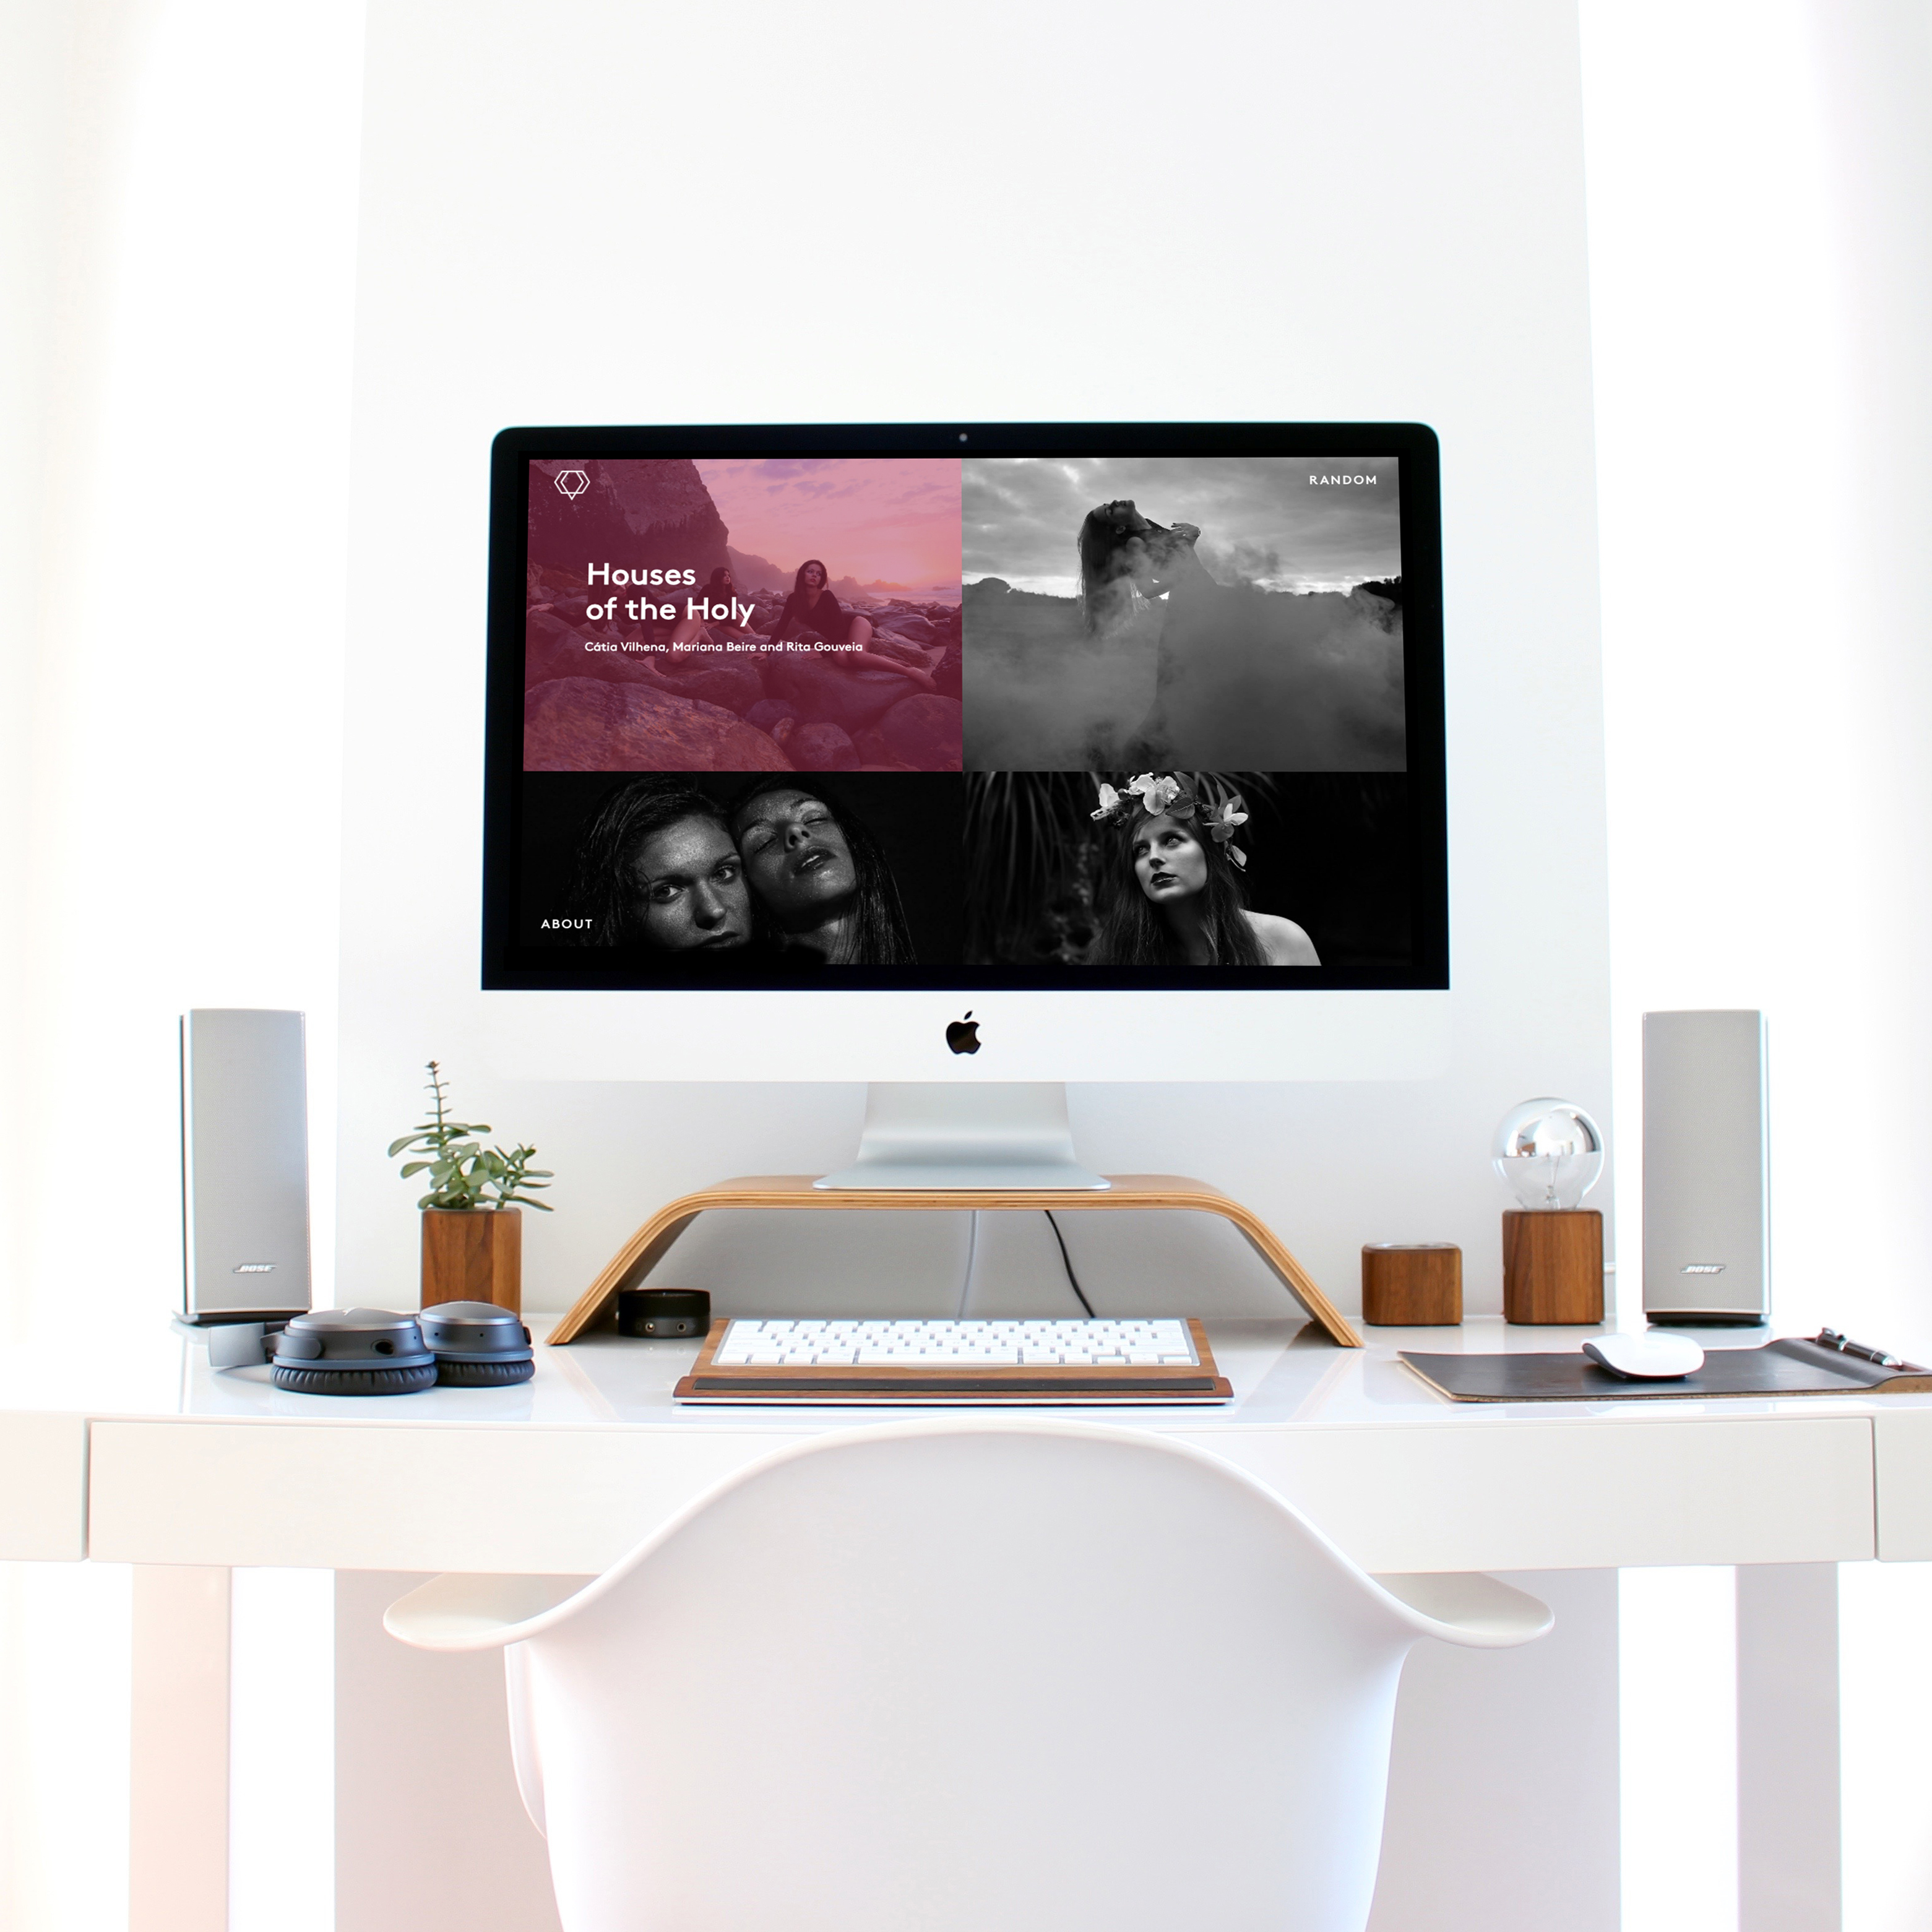 RANDOM
Houses
of the Holy
Cátia Vilhena, Mariana Beire and Rita Gouveia
ABOUT
BOSE
BOSE